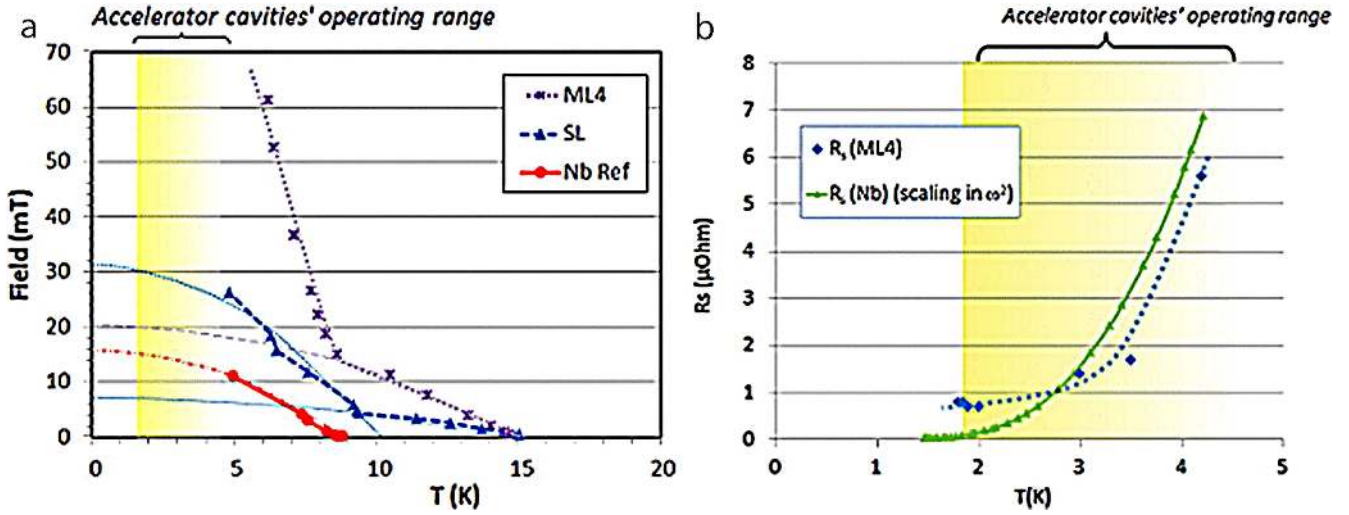 a
Accelerator cavities' operating range
70
60
50
40
30
20
10
0
Field (mT)
ML4
SL
Nb Ref
0 5 10 15 20
T (K)
b
Accelerator cavities' operating range
8
7
6
5
4
3
2
1
0
Rs (µOhm)
Rs (ML4)
Rs (Nb) (scaling in ω²)
0 1 2 3 4 5
T(K)